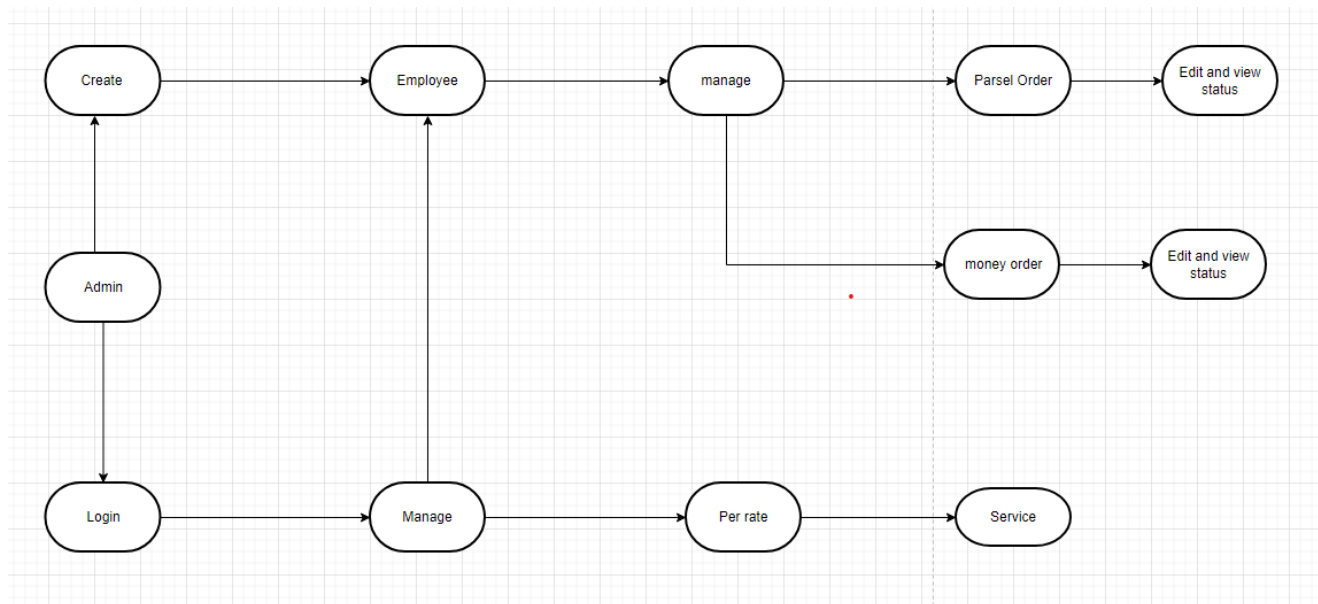 Create
Employee
manage
Parsel Order
Edit and view
status
Admin
money order
Edit and view
status
Login
Manage
Per rate
Service